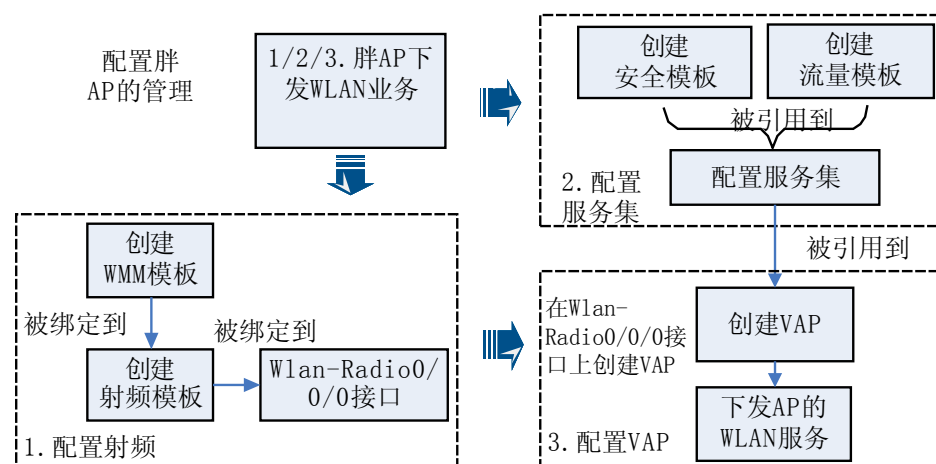 配置胖
AP的管理
1/2/3.胖AP下
发WLAN业务
创建
安全模板
创建
流量模板
被引用到
配置服务集
2.配置
服务集
被引用到
创建
WMM模板
被绑定到
创建
射频模板
被绑定到
Wlan-Radio0/
0/0接口
1.配置射频
在Wlan-
Radio0/0/0接
口上创建VAP
创建VAP
下发AP的
WLAN服务
3.配置VAP